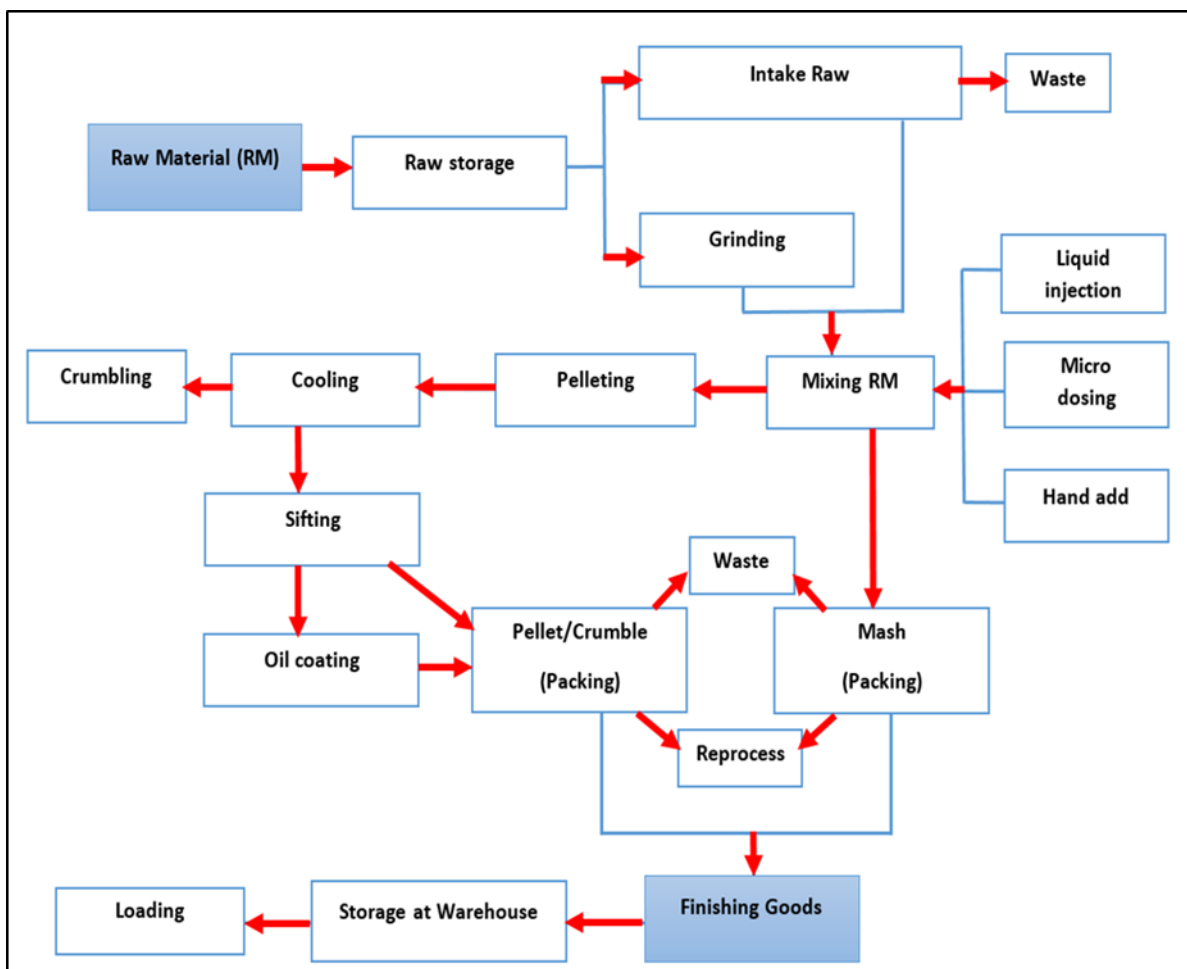 Intake Raw
Waste
Raw Material (RM)
Raw storage
Grinding
Liquid
injection
Crumbling
Cooling
Pelleting
Mixing RM
Micro
dosing
Hand add
Sifting
Waste
Pellet/Crumble
(Packing)
Mash
(Packing)
Oil coating
Reprocess
Loading
Storage at Warehouse
Finishing Goods